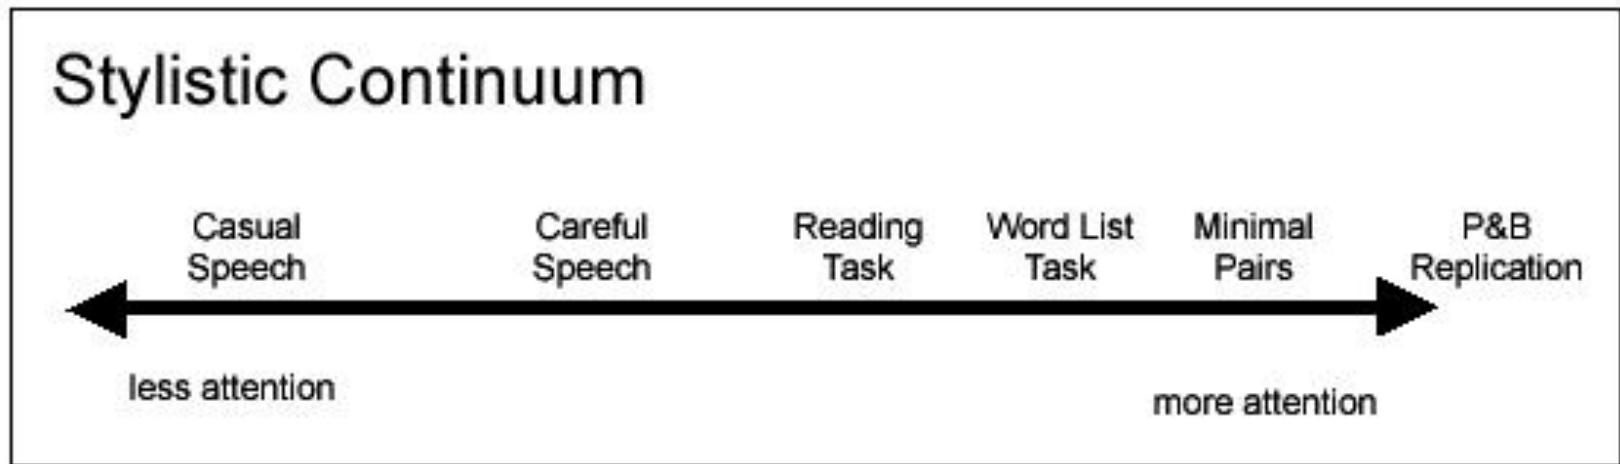 Stylistic Continuum
Casual Speech
Careful Speech
Reading Task
Word List Task
Minimal Pairs
P&B Replication
less attention
more attention